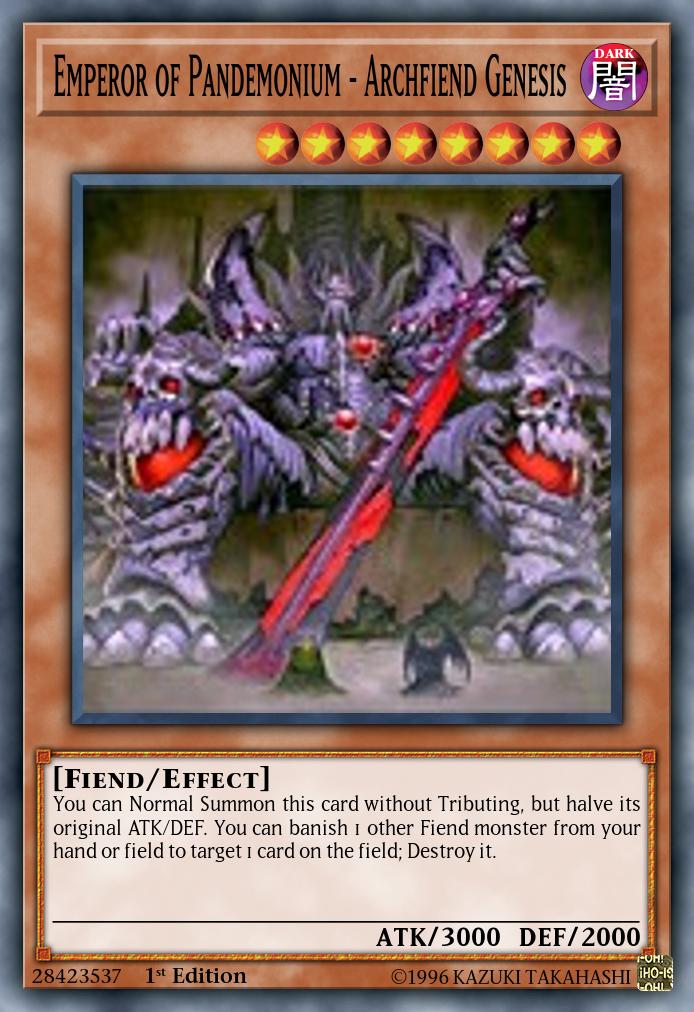 EMPEROR OF PANDEMONIUM - ARCHFIEND GENESIS
DARK
闇
[FIEND/EFFECT]
You can Normal Summon this card without Tributing, but halve its
original ATK/DEF. You can banish 1 other Fiend monster from your
hand or field to target 1 card on the field; Destroy it.
ATK/3000 DEF/2000
28423537 1st Edition ©1996 KAZUKI TAKAHASHI